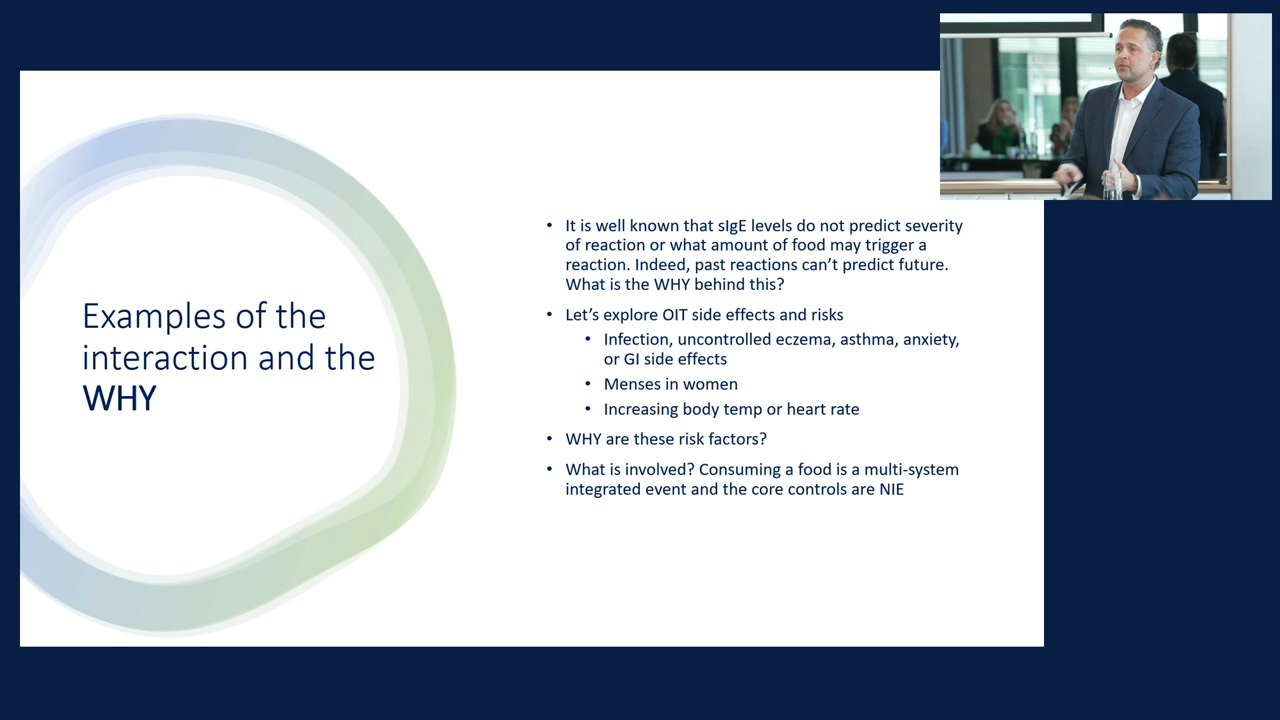 Examples of the
interaction and the
WHY
• It is well known that sIgE levels do not predict severity
of reaction or what amount of food may trigger a
reaction. Indeed, past reactions can’t predict future.
What is the WHY behind this?
• Let’s explore OIT side effects and risks
• Infection, uncontrolled eczema, asthma, anxiety,
or GI side effects
• Menses in women
• Increasing body temp or heart rate
• WHY are these risk factors?
• What is involved? Consuming a food is a multi-system
integrated event and the core controls are NIE